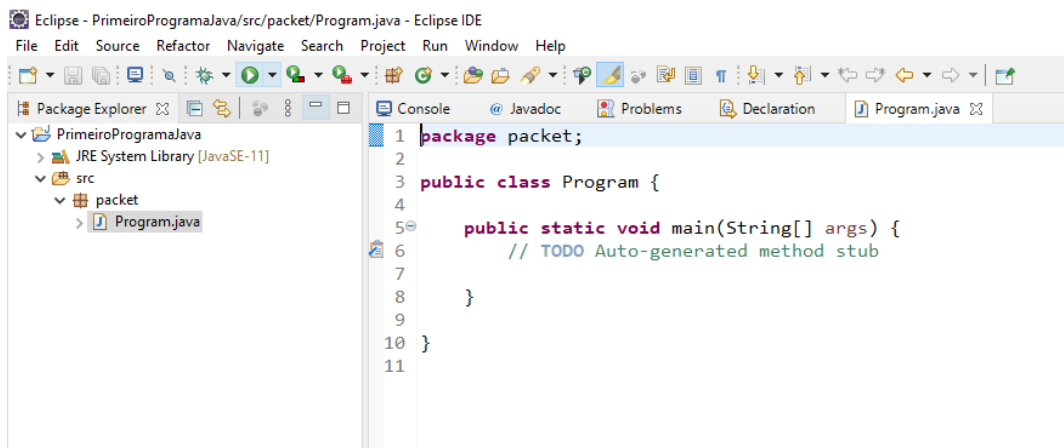 Eclipse - PrimeiroProgramaJava/src/packet/Program.java - Eclipse IDE
File Edit Source Refactor Navigate Search Project Run Window Help
Package Explorer
PrimeiroProgramaJava
JRE System Library [JavaSE-11]
src
packet
Program.java
Console @ Javadoc Problems Declaration Program.java
1 package packet;
2
3 public class Program {
4
5 public static void main(String[] args) {
6 // TODO Auto-generated method stub
7
8 }
9
10 }
11